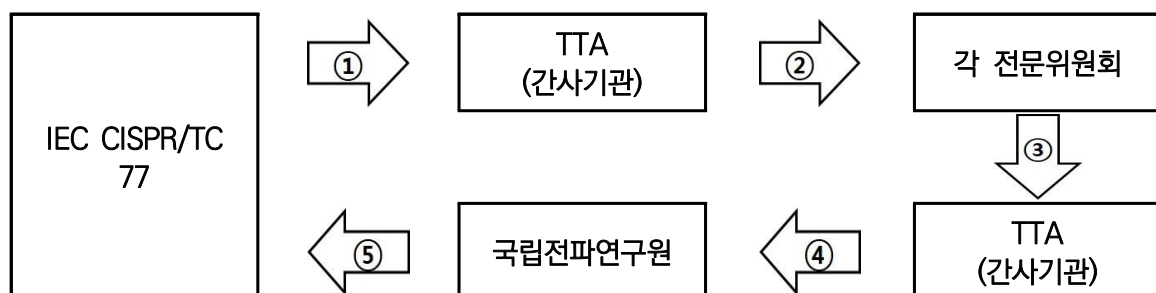 IEC CISPR/TC
77
①
TTA
(간사기관)
②
각 전문위원회
③
TTA
(간사기관)
④
국립전파연구원
⑤